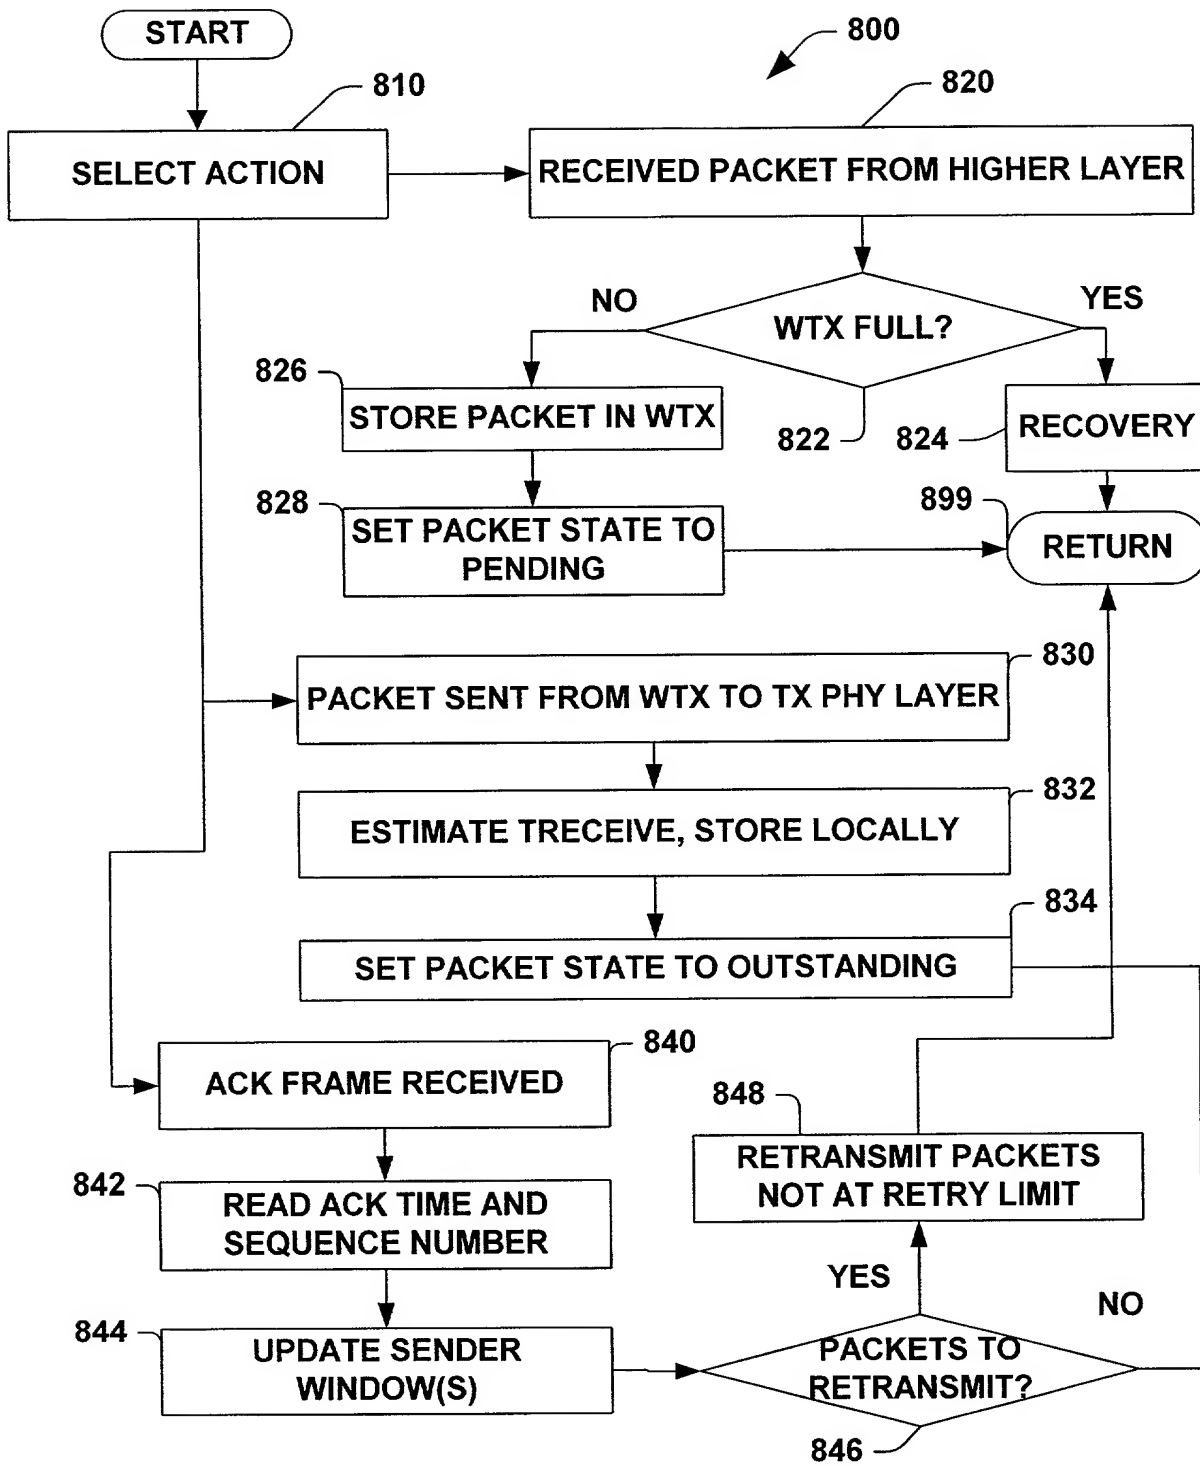 START
800
810
820
SELECT ACTION
RECEIVED PACKET FROM HIGHER LAYER
NO
YES
WTX FULL?
826
STORE PACKET IN WTX
822
824
RECOVERY
828
SET PACKET STATE TO
PENDING
899
RETURN
830
PACKET SENT FROM WTX TO TX PHY LAYER
832
ESTIMATE TRECEIVE, STORE LOCALLY
834
SET PACKET STATE TO OUTSTANDING
840
ACK FRAME RECEIVED
848
RETRANSMIT PACKETS
NOT AT RETRY LIMIT
842
READ ACK TIME AND
SEQUENCE NUMBER
YES
NO
844
UPDATE SENDER
WINDOW(S)
PACKETS TO
RETRANSMIT?
846